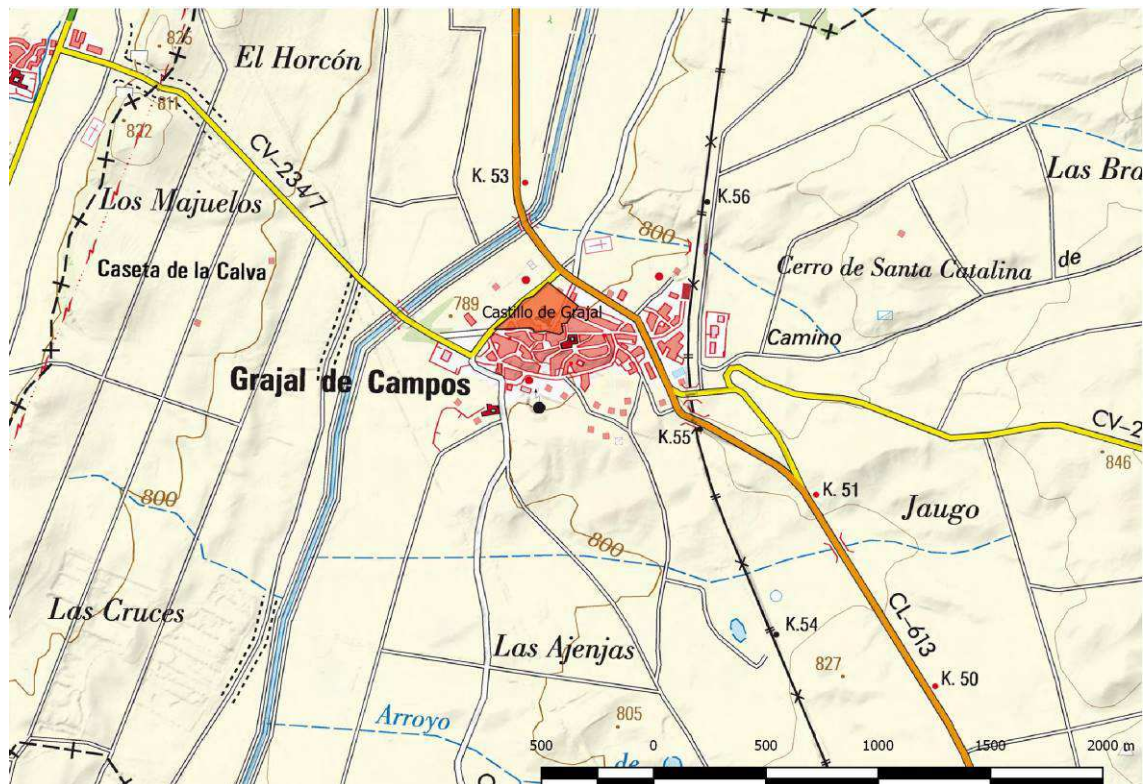 825
El Horcón
811
822
CV-234/7
K. 53
K.56
Las Bra
Los Majuelos
800
Caseta de la Calva
Cerro de Santa Catalina
de
789
Castillo de Grajal
Camino
Grajal de Campos
K.55
CV-2
846
800
K. 51
Jaugo
800
Las Cruces
CL-613
K.54
Las Ajenjas
827
K. 50
Arroyo
805
de
500 0 500 1000 1500 2000 m